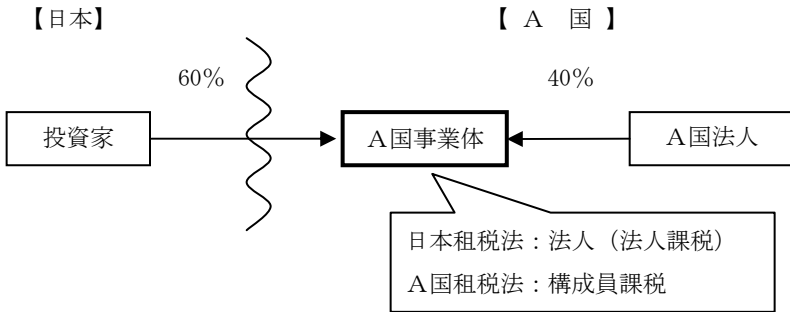 【日本】
【 A 国 】
60%
40%
投資家
A国事業体
A国法人
日本租税法：法人（法人課税）
A国租税法：構成員課税